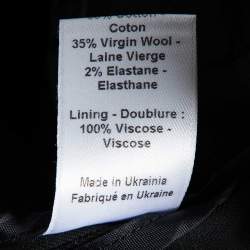 Cotton -
Coton
35% Virgin Wool -
Laine Vierge
2% Elastane -
Elasthane
Lining - Doublure :
100% Viscose -
Viscose
Made in Ukrainia
Fabriqué en Ukraine